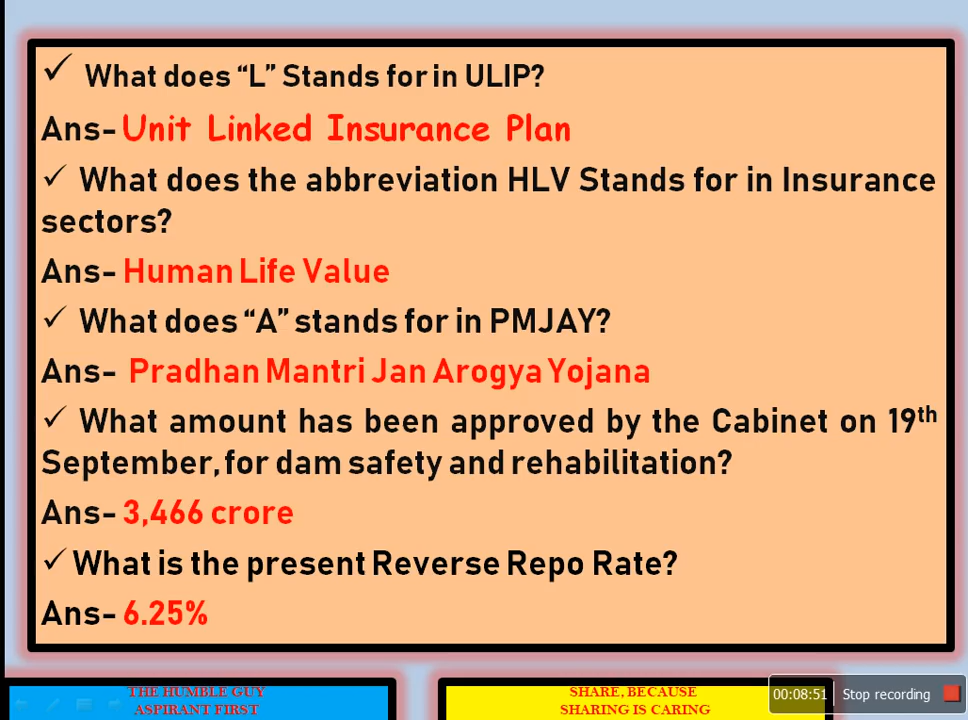 ✓ What does “L” Stands for in ULIP?
Ans- Unit Linked Insurance Plan
✓ What does the abbreviation HLV Stands for in Insurance
sectors?
Ans- Human Life Value
✓ What does “A” stands for in PMJAY?
Ans- Pradhan Mantri Jan Arogya Yojana
✓ What amount has been approved by the Cabinet on 19th
September, for dam safety and rehabilitation?
Ans- 3,466 crore
✓ What is the present Reverse Repo Rate?
Ans- 6.25%
THE HUMBLE GUY
ASPIRANT FIRST
SHARE, BECAUSE
SHARING IS CARING
00:08:51 Stop recording